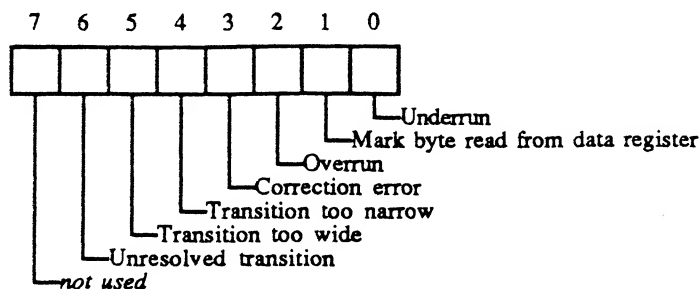 7 6 5 4 3 2 1 0
Underrun
Mark byte read from data register
Overrun
Correction error
Transition too narrow
Transition too wide
Unresolved transition
not used